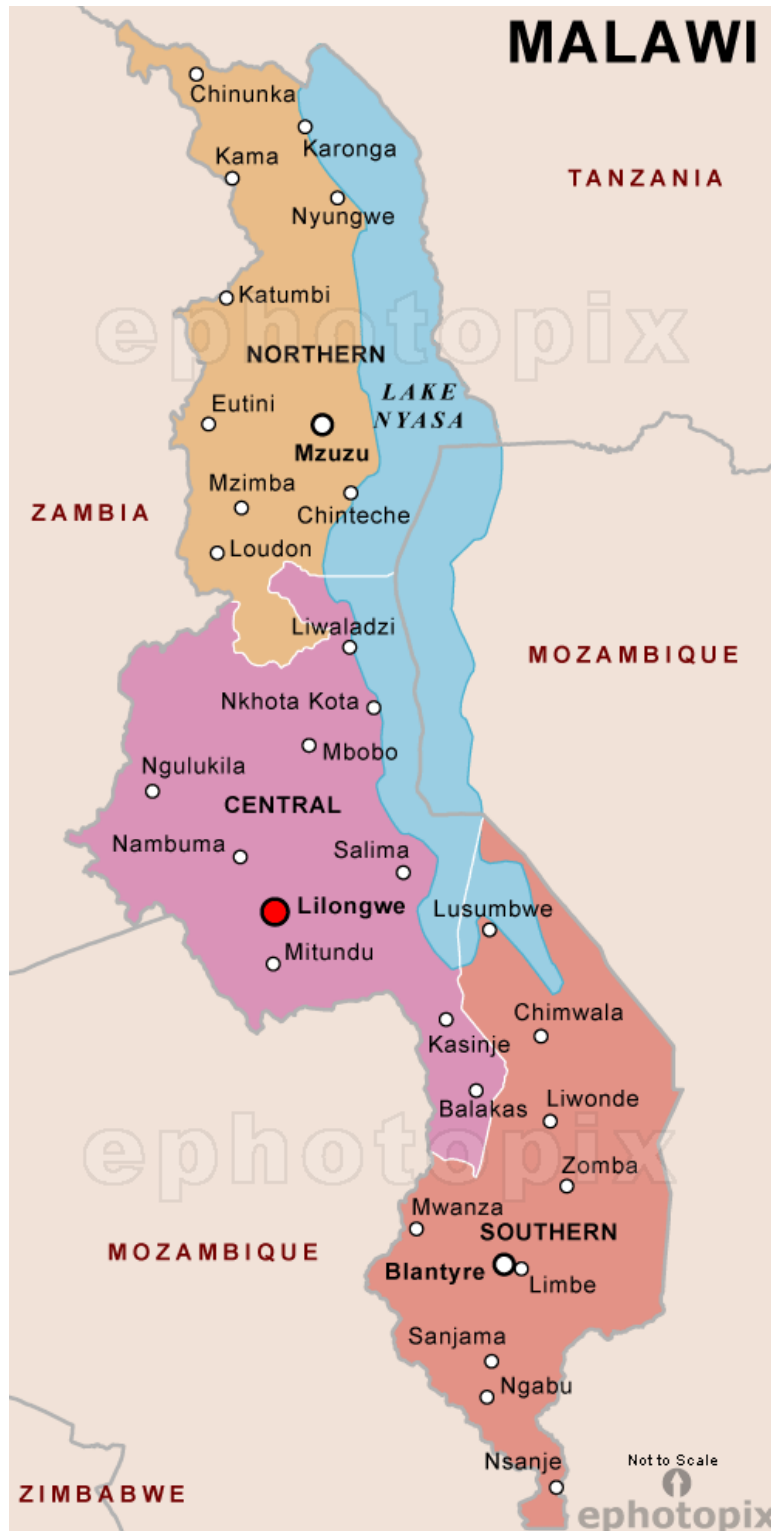 MALAWI
Chinunka
Karonga
Kama
TANZANIA
Nyungwe
Katumbi
ephotopix
NORTHERN
LAKE
NYASA
Eutini
Mzuzu
Mzimba
ZAMBIA
Chinteche
Loudon
Liwaladzi
MOZAMBIQUE
Nkhota Kota
Mbobo
Ngulukila
CENTRAL
Nambuma
Salima
Lilongwe
Lusumbwe
Mitundu
Chimwala
Kasinje
Liwonde
Balakas
ephotopix
Zomba
Mwanza
SOUTHERN
MOZAMBIQUE
Blantyre
Limbe
Sanjama
Ngabu
Nsanje
Not to Scale
ZIMBABWE
ephotopix